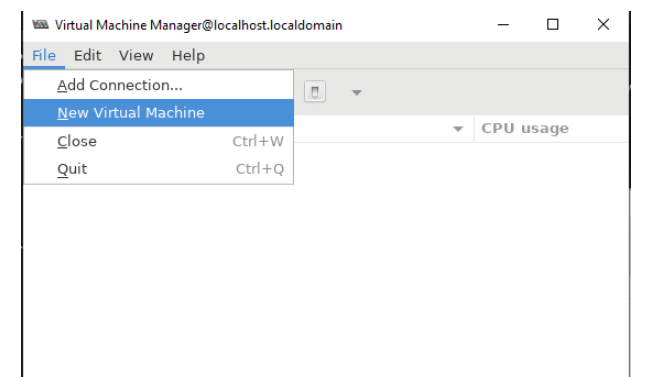 Virtual Machine Manager@localhost.localdomain
File Edit View Help
Add Connection...
New Virtual Machine
CPU usage
Close Ctrl+W
Quit Ctrl+Q